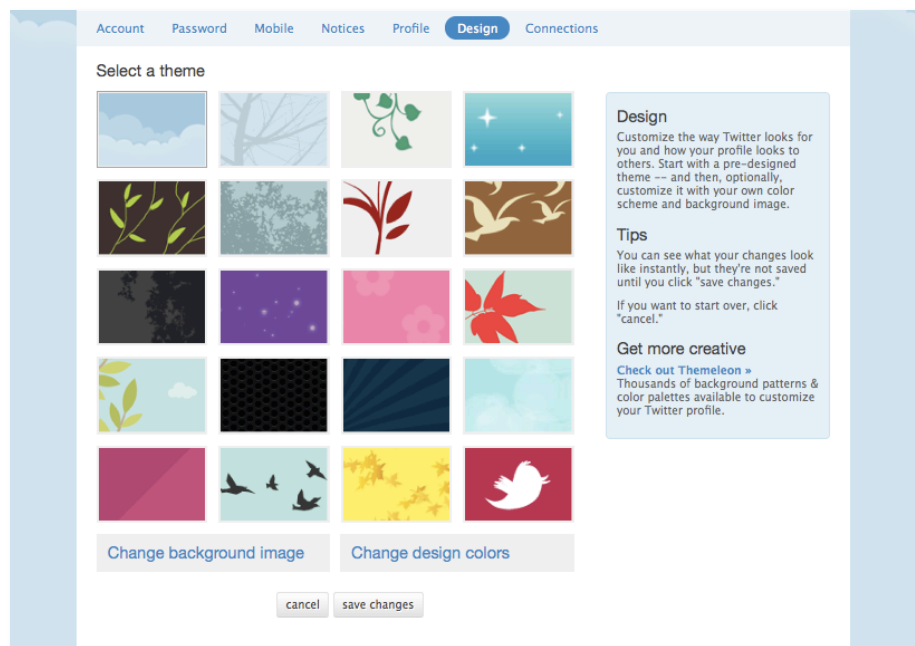 Account Password Mobile Notices Profile Design Connections
Select a theme
Design
Customize the way Twitter looks for
you and how your profile looks to
others. Start with a pre-designed
theme -- and then, optionally,
customize it with your own color
scheme and background image.
Tips
You can see what your changes look
like instantly, but they're not saved
until you click "save changes."
If you want to start over, click
"cancel."
Get more creative
Check out Themeleon »
Thousands of background patterns &
color palettes available to customize
your Twitter profile.
Change background image Change design colors
cancel save changes